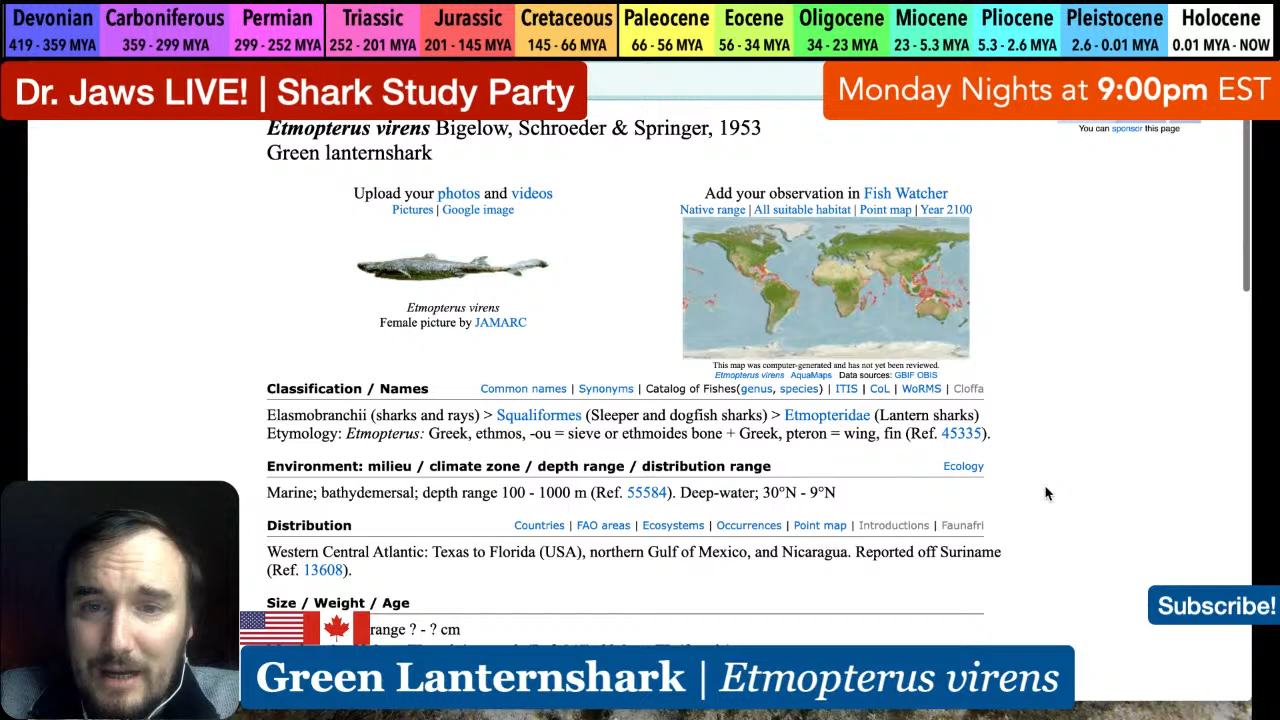 Devonian Carboniferous Permian Triassic Jurassic Cretaceous Paleocene Eocene Oligocene Miocene Pliocene Pleistocene Holocene
419 - 359 MYA 359 - 299 MYA 299 - 252 MYA 252 - 201 MYA 201 - 145 MYA 145 - 66 MYA 66 - 56 MYA 56 - 34 MYA 34 - 23 MYA 23 - 5.3 MYA 5.3 - 2.6 MYA 2.6 - 0.01 MYA 0.01 MYA - NOW
Dr. Jaws LIVE! | Shark Study Party
Monday Nights at 9:00pm EST
You can sponsor this page
Etmopterus virens Bigelow, Schroeder & Springer, 1953
Green lanternshark
Upload your photos and videos
Pictures | Google image
Add your observation in Fish Watcher
Native range | All suitable habitat | Point map | Year 2100
Etmopterus virens
Female picture by JAMARC
This map was computer-generated and has not yet been reviewed.
Etmopterus virens AquaMaps Data sources: GBIF OBIS
Classification / Names Common names | Synonyms | Catalog of Fishes(genus, species) | ITIS | CoL | WoRMS | Cloffa
Elasmobranchii (sharks and rays) > Squaliformes (Sleeper and dogfish sharks) > Etmopteridae (Lantern sharks)
Etymology: Etmopterus: Greek, ethmos, -ou = sieve or ethmoides bone + Greek, pteron = wing, fin (Ref. 45335).
Environment: milieu / climate zone / depth range / distribution range Ecology
Marine; bathydemersal; depth range 100 - 1000 m (Ref. 55584). Deep-water; 30°N - 9°N
Distribution Countries | FAO areas | Ecosystems | Occurrences | Point map | Introductions | Faunafri
Western Central Atlantic: Texas to Florida (USA), northern Gulf of Mexico, and Nicaragua. Reported off Suriname
(Ref. 13608).
Size / Weight / Age
range ? - ? cm
Subscribe!
Green Lanternshark | Etmopterus virens